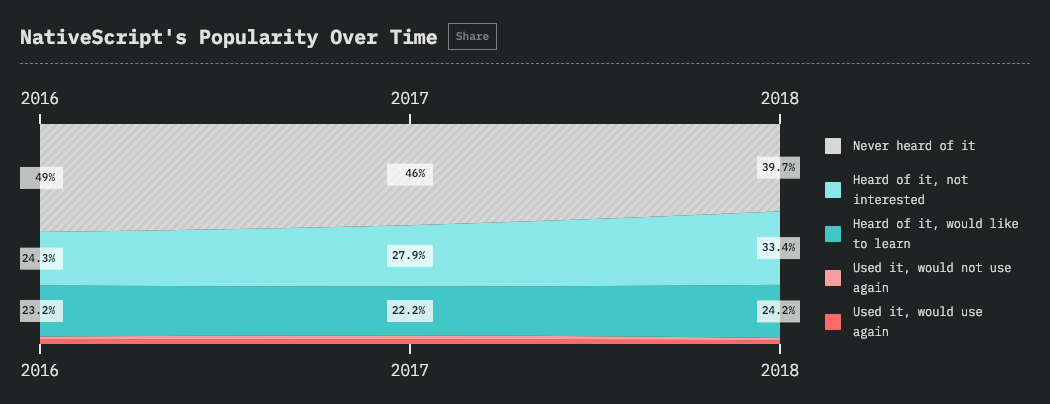 NativeScript's Popularity Over Time Share
2016 2017 2018
49% 46% 39.7%
24.3% 27.9% 33.4%
23.2% 22.2% 24.2%
2016 2017 2018
Never heard of it
Heard of it, not
interested
Heard of it, would like
to learn
Used it, would not use
again
Used it, would use
again